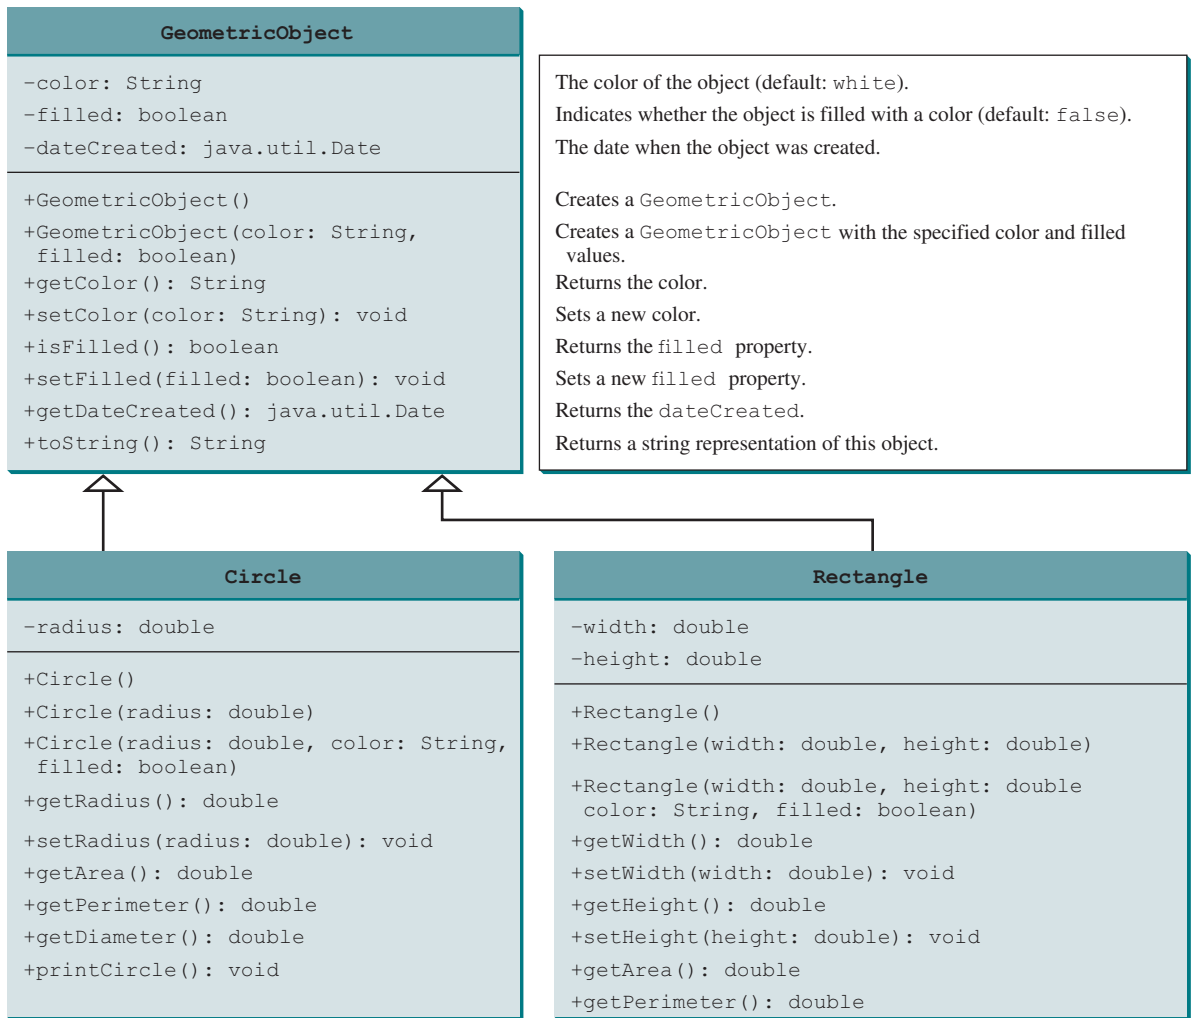 GeometricObject
-color: String
-filled: boolean
-dateCreated: java.util.Date
+GeometricObject()
+GeometricObject(color: String,
filled: boolean)
+getColor(): String
+setColor(color: String): void
+isFilled(): boolean
+setFilled(filled: boolean): void
+getDateCreated(): java.util.Date
+toString(): String
The color of the object (default: white).
Indicates whether the object is filled with a color (default: false).
The date when the object was created.
Creates a GeometricObject.
Creates a GeometricObject with the specified color and filled
values.
Returns the color.
Sets a new color.
Returns the filled property.
Sets a new filled property.
Returns the dateCreated.
Returns a string representation of this object.
Circle
-radius: double
+Circle()
+Circle(radius: double)
+Circle(radius: double, color: String,
filled: boolean)
+getRadius(): double
+setRadius(radius: double): void
+getArea(): double
+getPerimeter(): double
+getDiameter(): double
+printCircle(): void
Rectangle
-width: double
-height: double
+Rectangle()
+Rectangle(width: double, height: double)
+Rectangle(width: double, height: double
color: String, filled: boolean)
+getWidth(): double
+setWidth(width: double): void
+getHeight(): double
+setHeight(height: double): void
+getArea(): double
+getPerimeter(): double